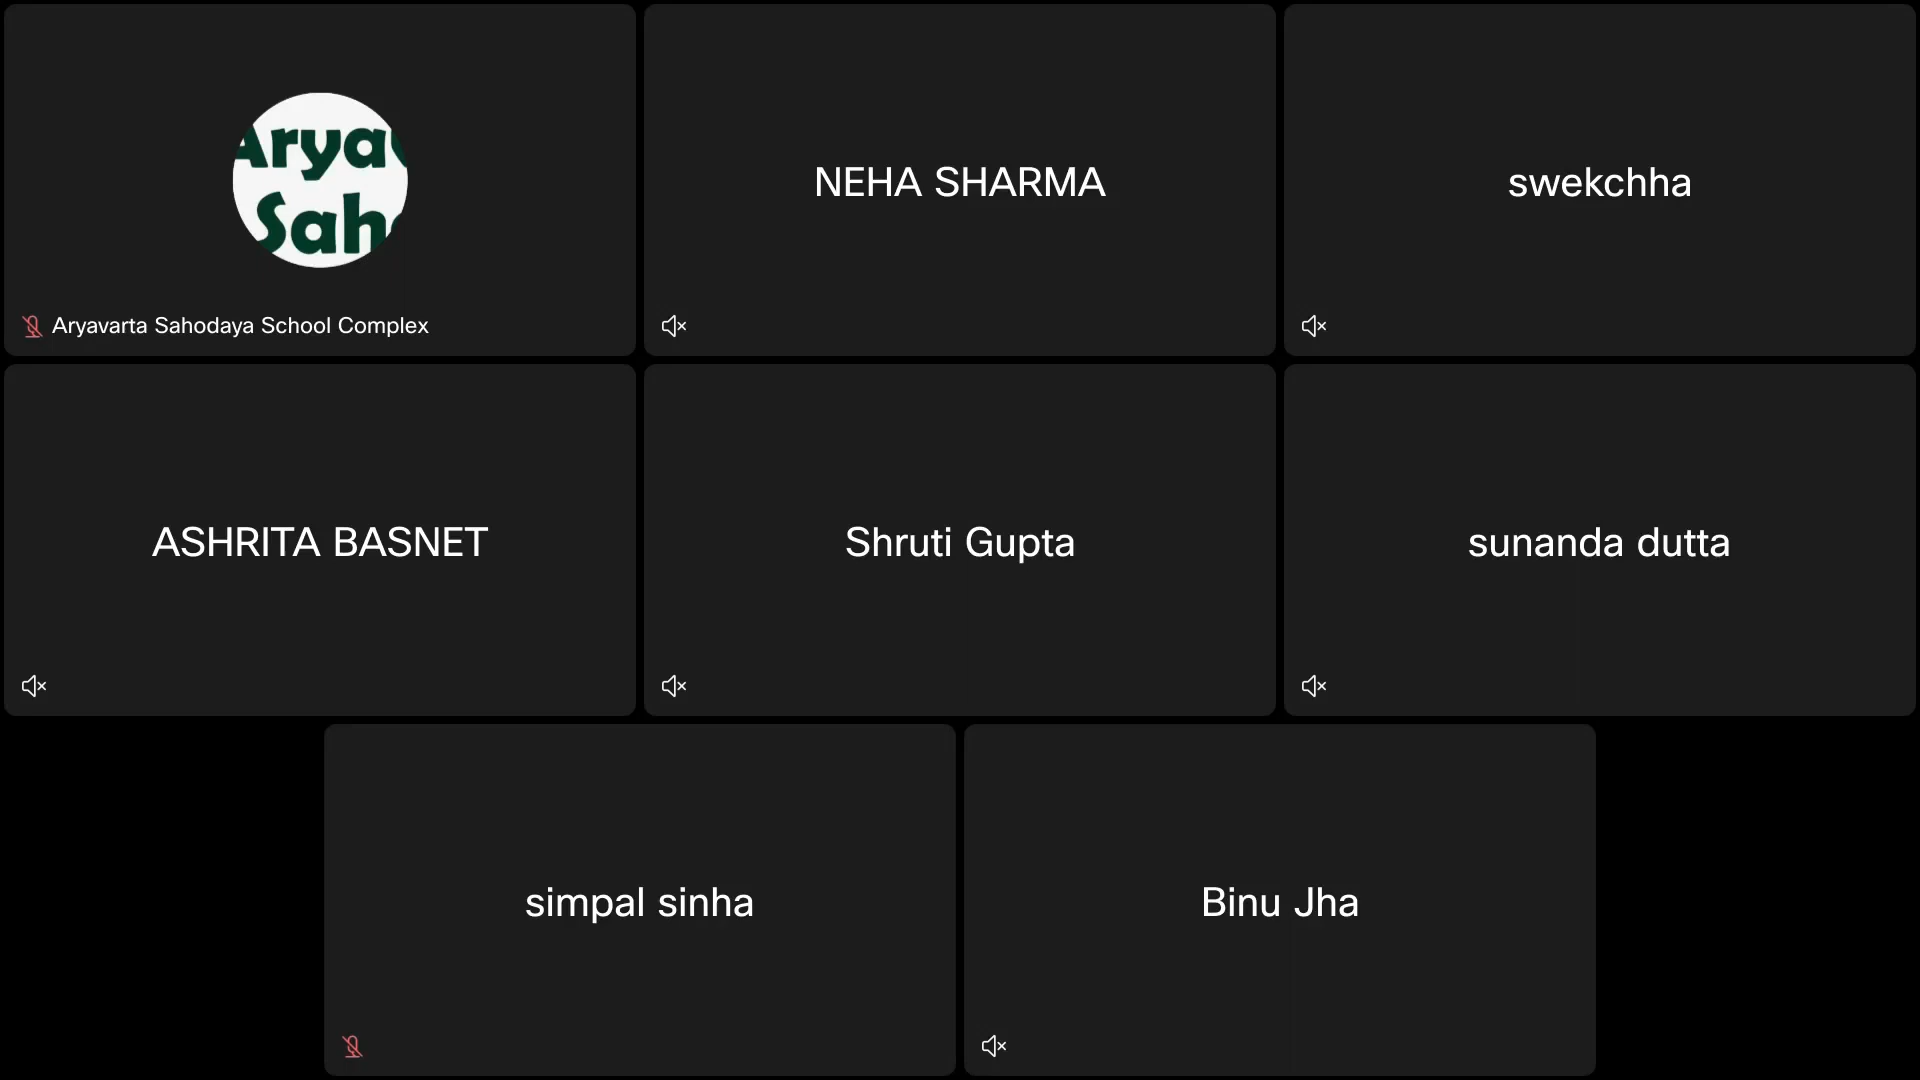 Arya
Sah
Aryavarta Sahodaya School Complex
NEHA SHARMA
swekchha
ASHRITA BASNET
Shruti Gupta
sunanda dutta
simpal sinha
Binu Jha